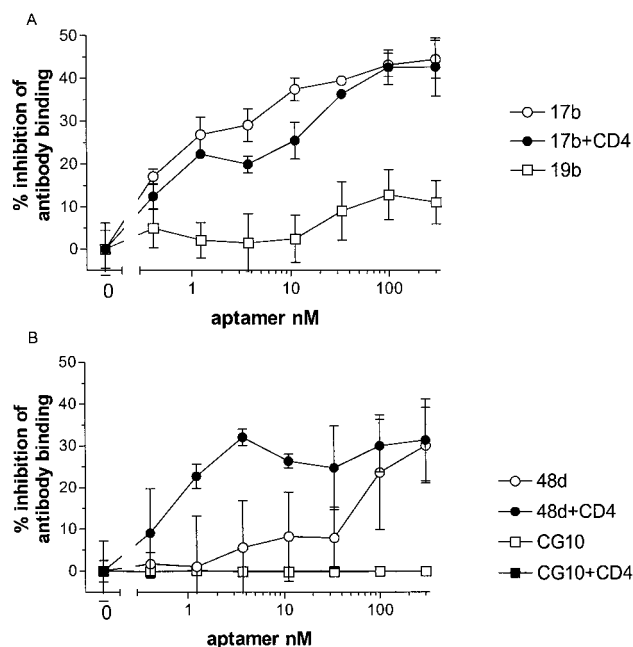 A
% inhibition of
antibody binding
50
40
30
20
10
0
0
1
10
100
aptamer nM
17b
17b+CD4
19b
B
% inhibition of
antibody binding
50
40
30
20
10
0
0
1
10
100
aptamer nM
48d
48d+CD4
CG10
CG10+CD4